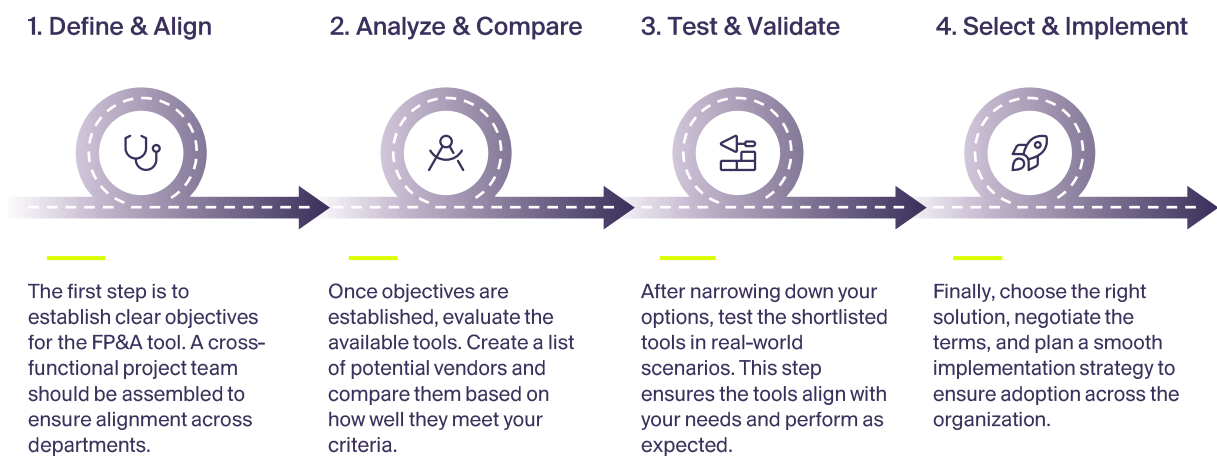 1. Define & Align
2. Analyze & Compare
3. Test & Validate
4. Select & Implement
The first step is to
establish clear objectives
for the FP&A tool. A cross-
functional project team
should be assembled to
ensure alignment across
departments.
Once objectives are
established, evaluate the
available tools. Create a list
of potential vendors and
compare them based on
how well they meet your
criteria.
After narrowing down your
options, test the shortlisted
tools in real-world
scenarios. This step
ensures the tools align with
your needs and perform as
expected.
Finally, choose the right
solution, negotiate the
terms, and plan a smooth
implementation strategy to
ensure adoption across the
organization.